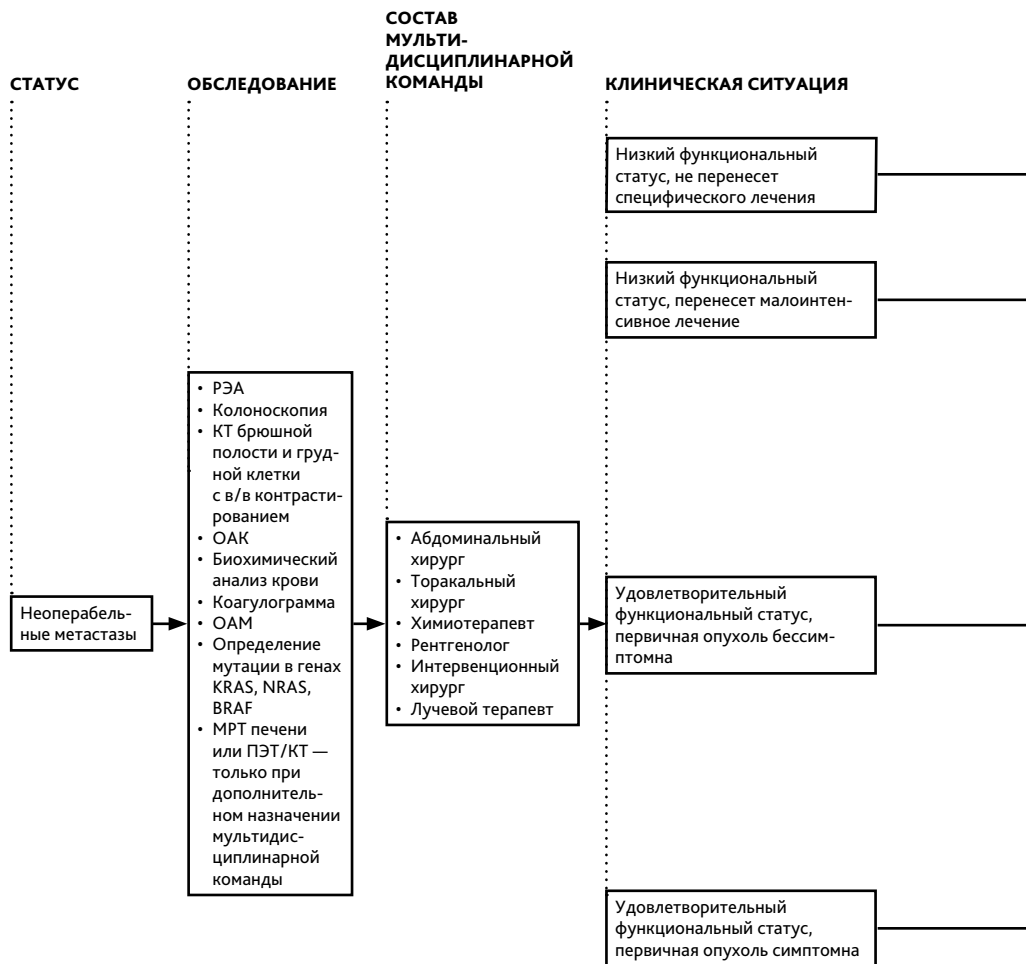 СТАТУС
ОБСЛЕДОВАНИЕ
СОСТАВ
МУЛЬТИ-
ДИСЦИПЛИНАРНОЙ
КОМАНДЫ
КЛИНИЧЕСКАЯ СИТУАЦИЯ
Неоперабель-
ные метастазы
• РЭА
• Колоноскопия
• КТ брюшной
полости и груд-
ной клетки
с в/в контрасти-
рованием
• ОАК
• Биохимический
анализ крови
• Коагулограмма
• ОАМ
• Определение
мутации в генах
KRAS, NRAS,
BRAF
• МРТ печени
или ПЭТ/КТ —
только при
дополнитель-
ном назначении
мультидис-
циплинарной
команды
• Абдоминальный
хирург
• Торакальный
хирург
• Химиотерапевт
• Рентгенолог
• Интервенционный
хирург
• Лучевой терапевт
Низкий функциональный
статус, не перенесет
специфического лечения
Низкий функциональный
статус, перенесет малоинтен-
сивное лечение
Удовлетворительный
функциональный статус,
первичная опухоль бессим-
птомна
Удовлетворительный
функциональный статус,
первичная опухоль симптомна